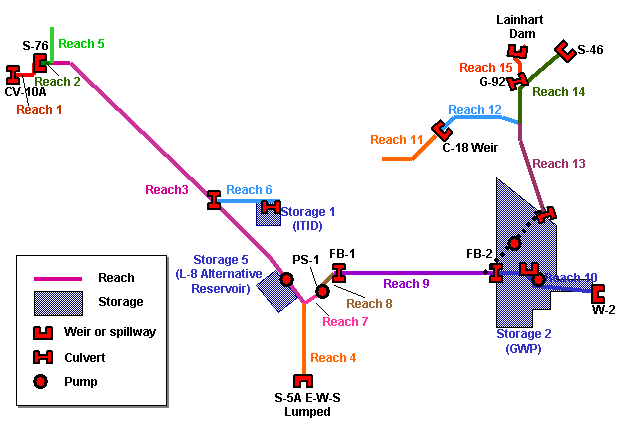 Lainhart
Dam
S-76
Reach 5
S-46
Reach 15
G-92
Reach 2
CV-10A
Reach 14
Reach 1
Reach 12
Reach 11
C-18 Weir
Reach 13
Reach3
Reach 6
Storage 1
(ITID)
Storage 5
(L-8 Alternative
Reservoir)
PS-1
FB-1
FB-2
Reach 9
Reach 10
Reach 8
W-2
Reach 7
Storage 2
(GWP)
Reach 4
S-5A E-W-S
Lumped
Reach
Storage
Weir or spillway
Culvert
Pump